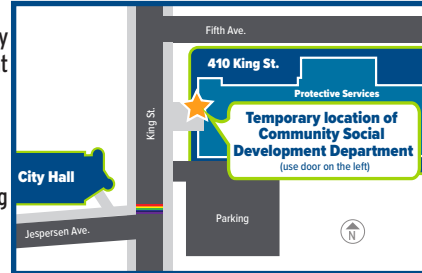 y
t
g
Fifth Ave.
410 King St.
Protective Services
King St.
Temporary location of
Community Social
Development Department
(use door on the left)
City Hall
Parking
Jespersen Ave.
N